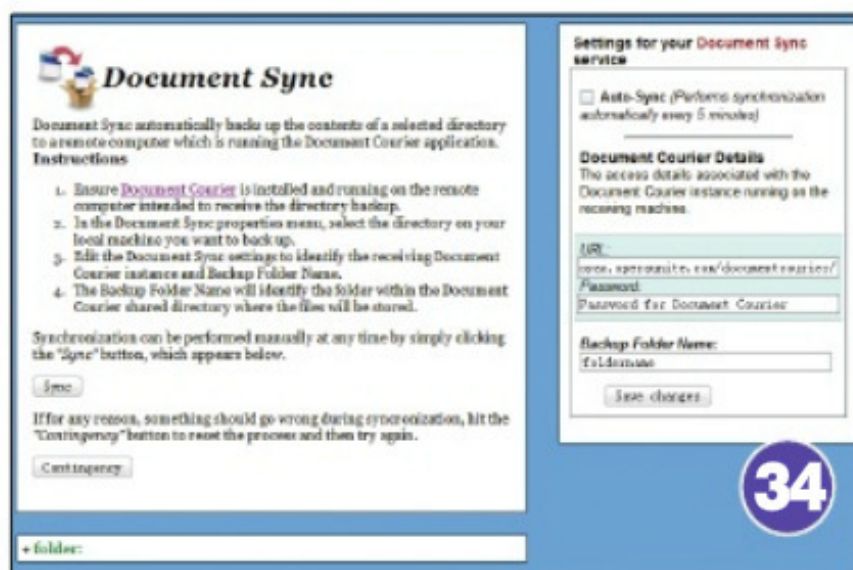 Document Sync
Document Sync automatically backs up the contents of a selected directory
to a remote computer which is running the Document Courier application.
Instructions
1. Ensure Document Courier is installed and running on the remote
computer intended to receive the directory backup.
2. In the Document Sync properties menu, select the directory on your
local machine you want to back up.
3. Edit the Document Sync settings to identify the receiving Document
Courier instance and Backup Folder Name.
4. The Backup Folder Name will identify the folder within the Document
Courier shared directory where the files will be stored.
Synchronization can be performed manually at any time by simply clicking
the "Sync" button, which appears below.
Sync
If for any reason, something should go wrong during syncronization, hit the
"Contingency" button to reset the process and then try again.
Contingency
+ folder:
Settings for your Document Sync
service
Auto-Sync (Performs synchronization
automatically every 5 minutes)
Document Courier Details
The access details associated with the
Document Courier instance running on the
receiving machine.
URL:
.operaunite.com/documentcourier/
Password:
Password for Document Courier
Backup Folder Name:
foldername
Save changes
34